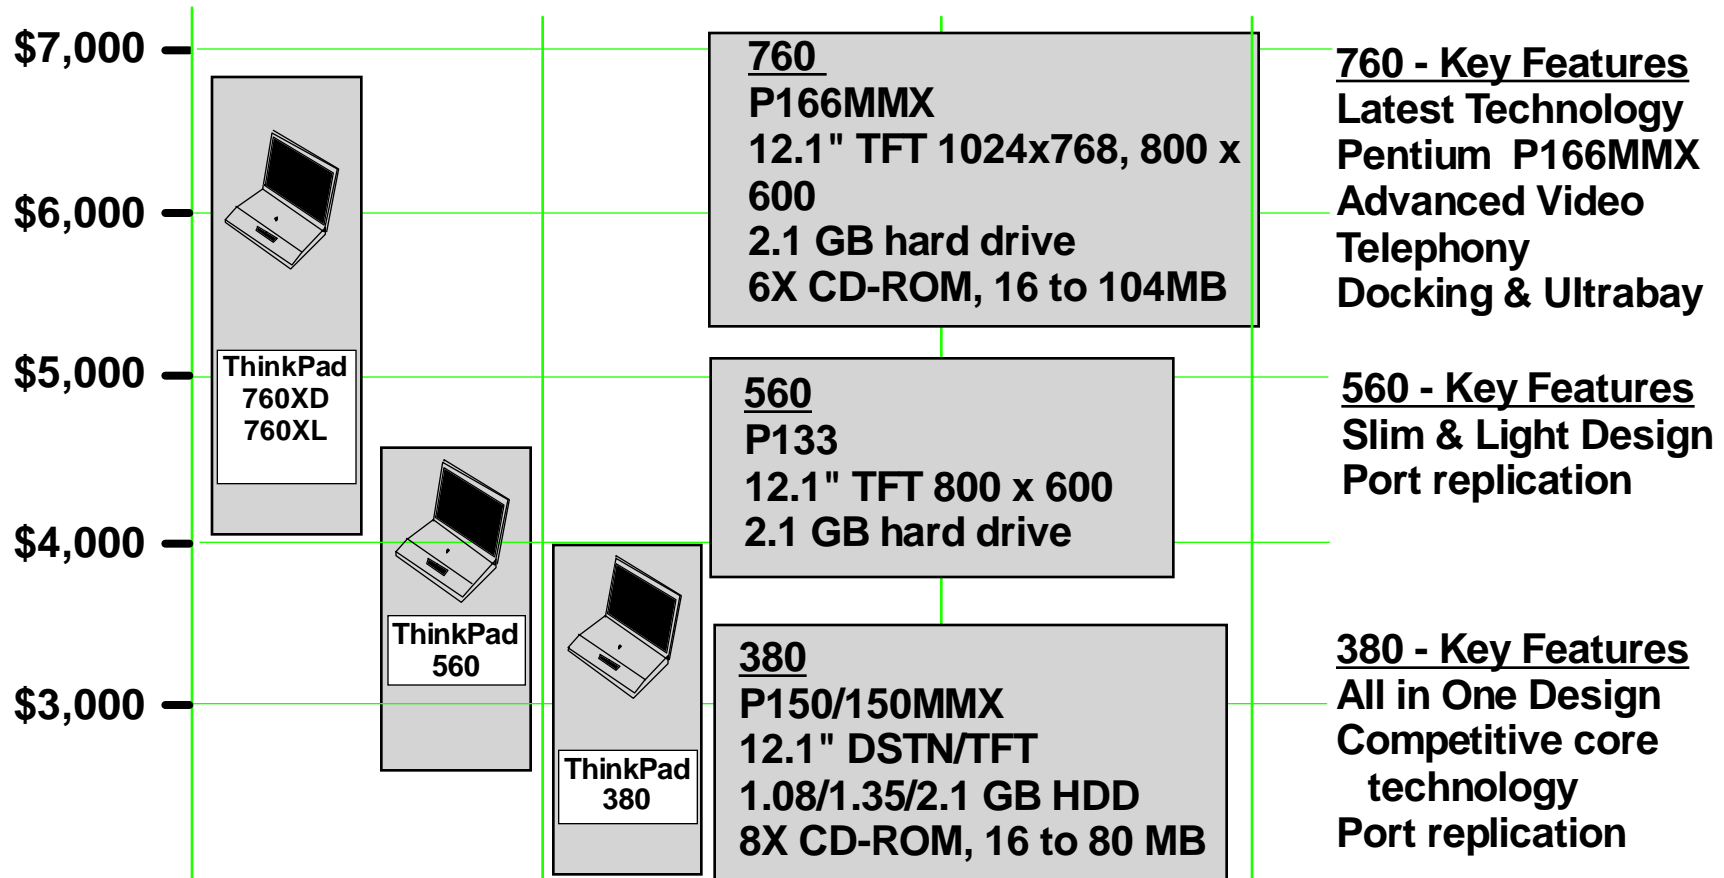 $7,000
$6,000
$5,000
$4,000
$3,000
ThinkPad
760XD
760XL
ThinkPad
560
ThinkPad
380
760
P166MMX
12.1" TFT 1024x768, 800 x
600
2.1 GB hard drive
6X CD-ROM, 16 to 104MB
560
P133
12.1" TFT 800 x 600
2.1 GB hard drive
380
P150/150MMX
12.1" DSTN/TFT
1.08/1.35/2.1 GB HDD
8X CD-ROM, 16 to 80 MB
760 - Key Features
Latest Technology
Pentium P166MMX
Advanced Video
Telephony
Docking & Ultrabay
560 - Key Features
Slim & Light Design
Port replication
380 - Key Features
All in One Design
Competitive core
technology
Port replication